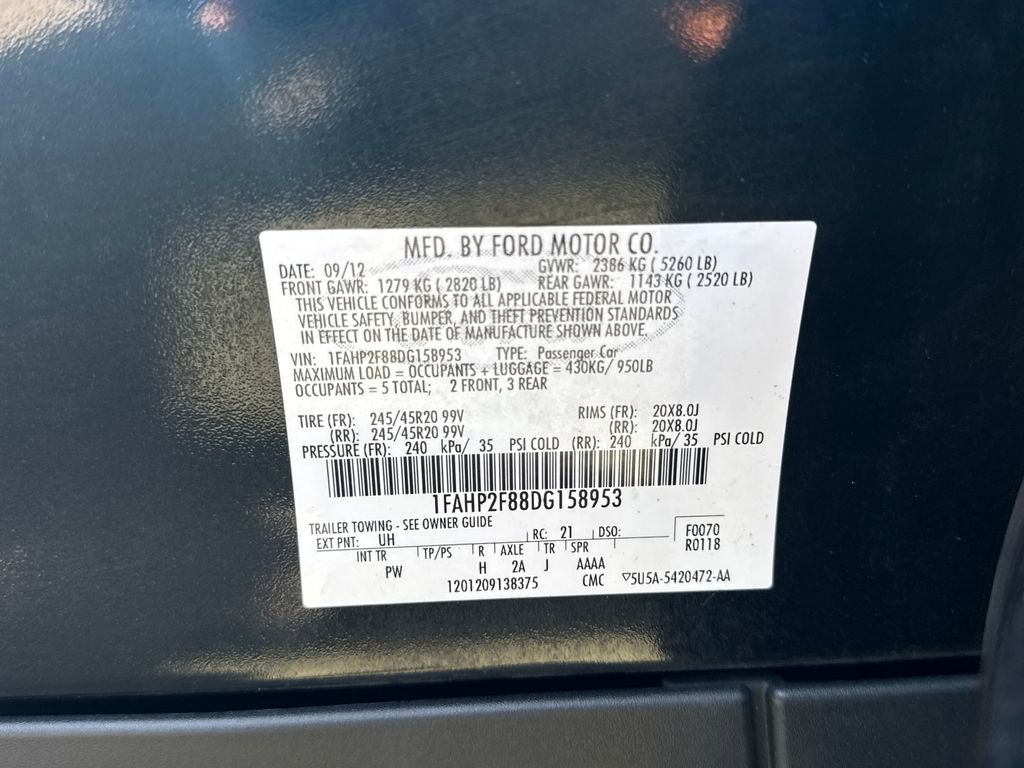 MFD. BY FORD MOTOR CO.
DATE: 09/12 GVWR: 2386 KG ( 5260 LB)
FRONT GAWR: 1279 KG ( 2820 LB) REAR GAWR: 1143 KG ( 2520 LB)
THIS VEHICLE CONFORMS TO ALL APPLICABLE FEDERAL MOTOR
VEHICLE SAFETY, BUMPER, AND THEFT PREVENTION STANDARDS
IN EFFECT ON THE DATE OF MANUFACTURE SHOWN ABOVE.
VIN: 1FAHP2F88DG158953 TYPE: Passenger Car
MAXIMUM LOAD = OCCUPANTS + LUGGAGE = 430KG/ 950LB
OCCUPANTS = 5 TOTAL; 2 FRONT, 3 REAR
TIRE (FR): 245/45R20 99V RIMS (FR): 20X8.0J
(RR): 245/45R20 99V (RR): 20X8.0J
PRESSURE (FR): 240 kPa/ 35 PSI COLD (RR): 240 kPa/ 35 PSI COLD
1FAHP2F88DG158953
TRAILER TOWING - SEE OWNER GUIDE
EXT PNT: UH RC: 21 DSO: F0070
R0118
INT TR TP/PS R AXLE TR SPR
PW H 2A J AAAA
1201209138375 CMC ▽5U5A-5420472-AA